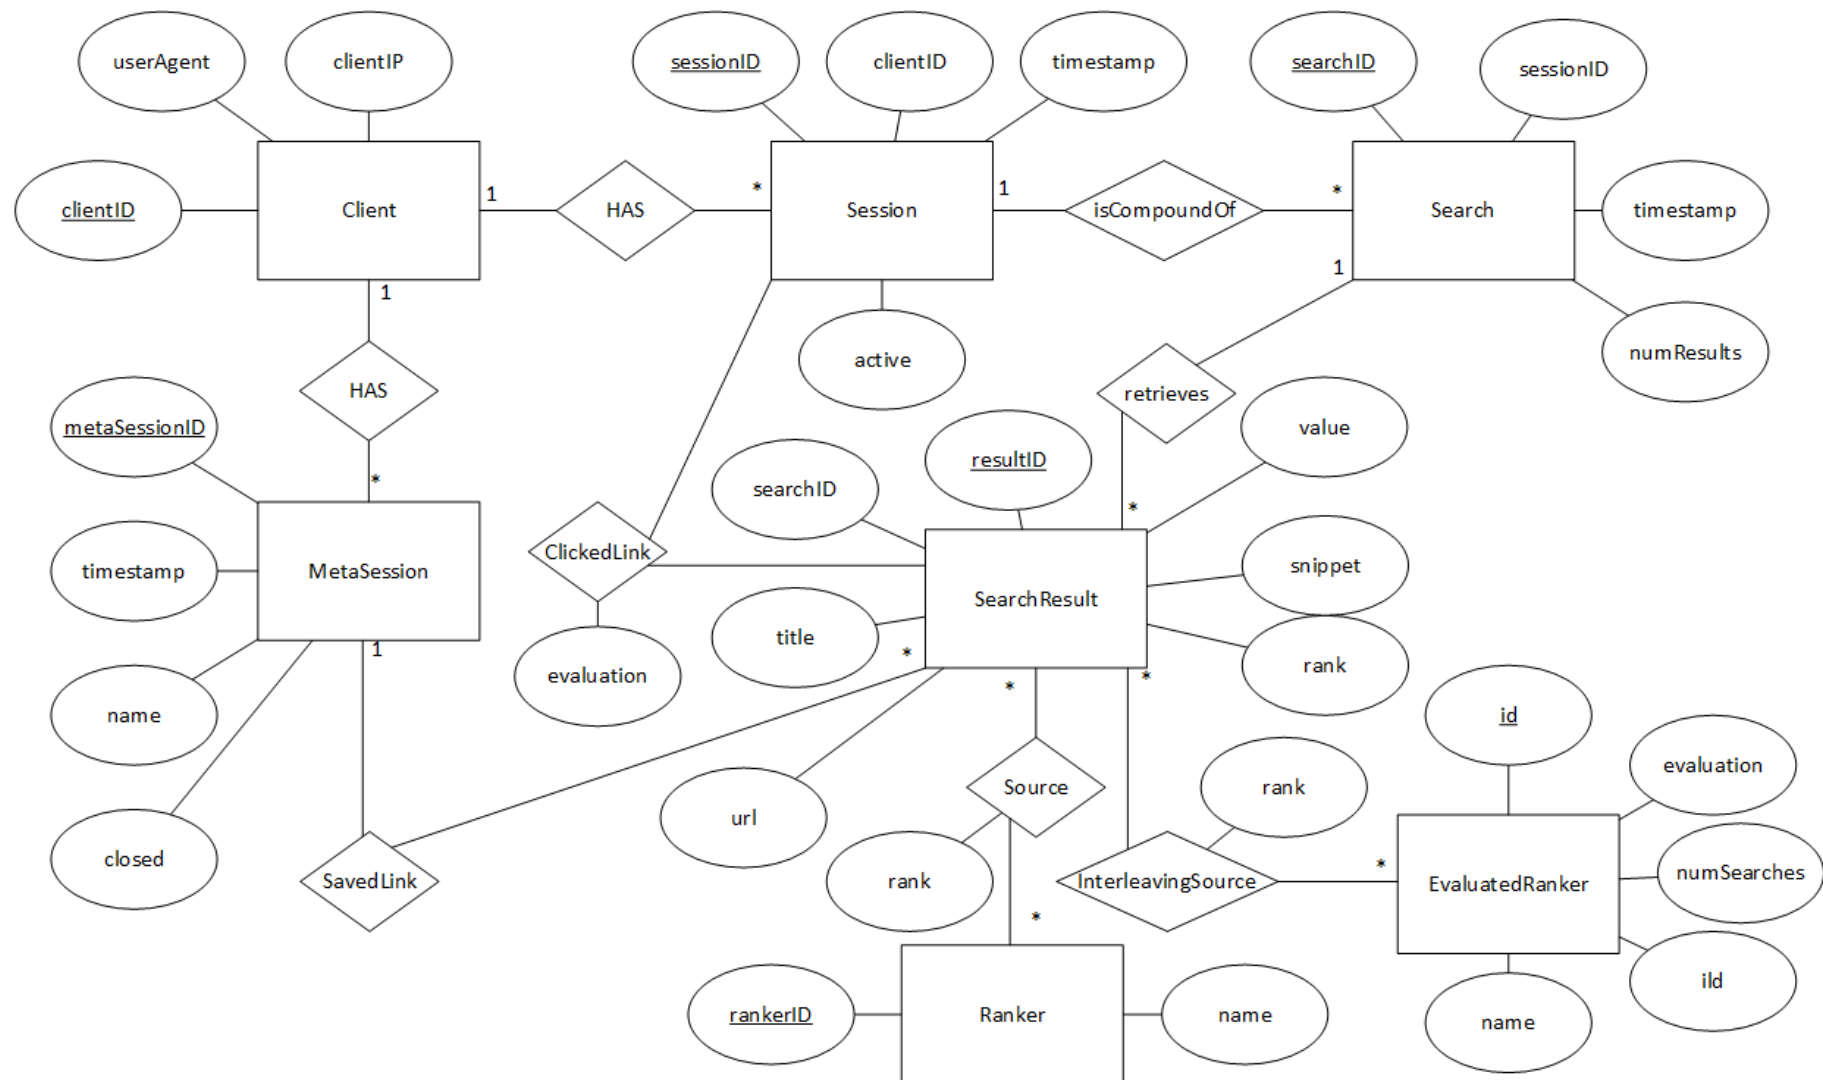 userAgent
clientIP
sessionID
clientID
timestamp
searchID
sessionID
clientID
Client
1
HAS
*
Session
1
isCompoundOf
*
Search
timestamp
1
1
numResults
active
HAS
retrieves
metaSessionID
value
*
resultID
searchID
*
ClickedLink
snippet
timestamp
MetaSession
SearchResult
title
1
*
rank
evaluation
*
*
name
id
evaluation
Source
rank
url
closed
SavedLink
rank
InterleavingSource
*
EvaluatedRanker
numSearches
*
ild
rankerID
Ranker
name
name